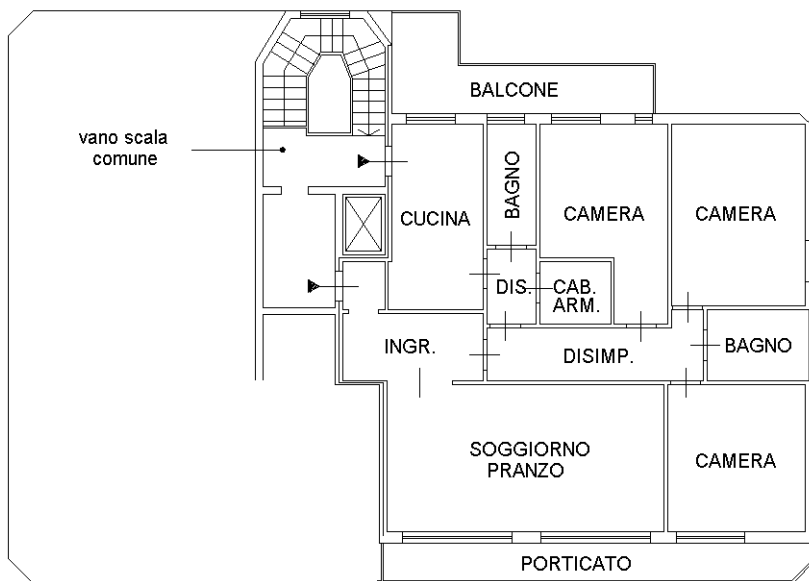 BALCONE
vano scala
comune
CUCINA
BAGNO
CAMERA
CAMERA
DIS.
CAB.
ARM.
INGR.
DISIMP.
BAGNO
SOGGIORNO
PRANZO
CAMERA
PORTICATO